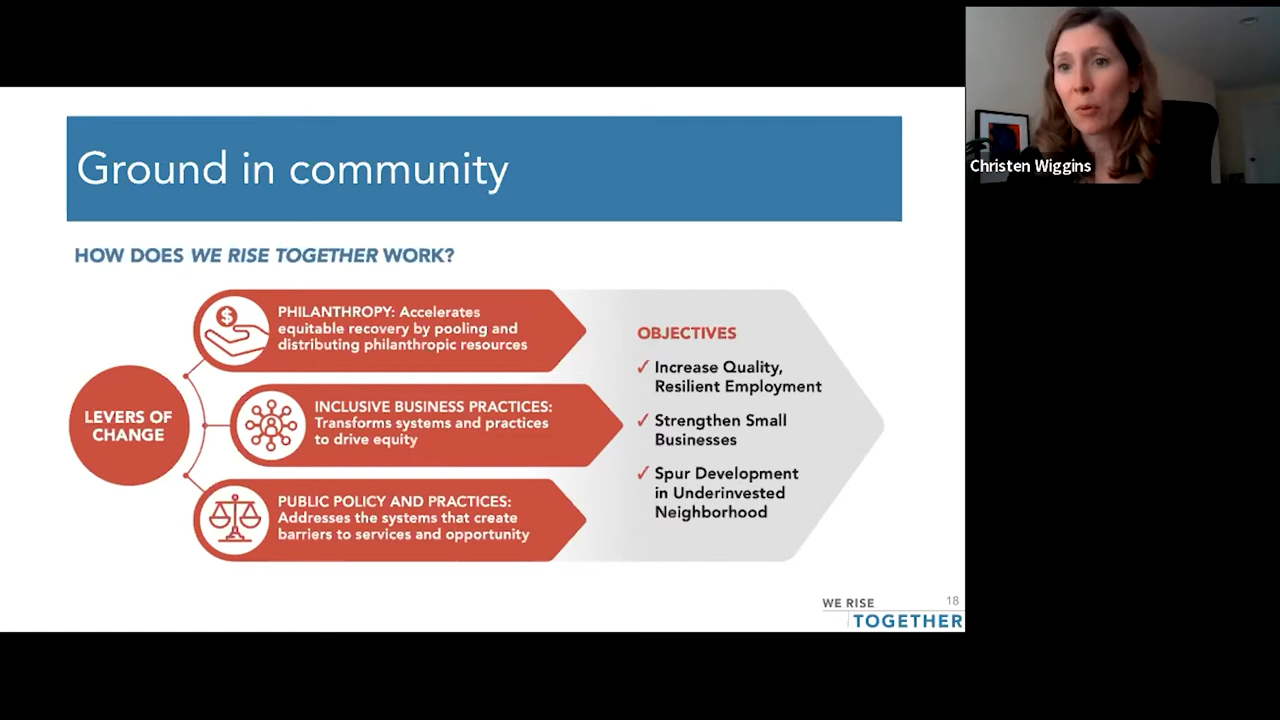 Ground in community
HOW DOES WE RISE TOGETHER WORK?
LEVERS OF
CHANGE
$
PHILANTHROPY: Accelerates
equitable recovery by pooling and
distributing philanthropic resources
INCLUSIVE BUSINESS PRACTICES:
Transforms systems and practices
to drive equity
PUBLIC POLICY AND PRACTICES:
Addresses the systems that create
barriers to services and opportunity
OBJECTIVES
✓ Increase Quality,
Resilient Employment
✓ Strengthen Small
Businesses
✓ Spur Development
in Underinvested
Neighborhood
WE RISE
TOGETHER
18
Christen Wiggins